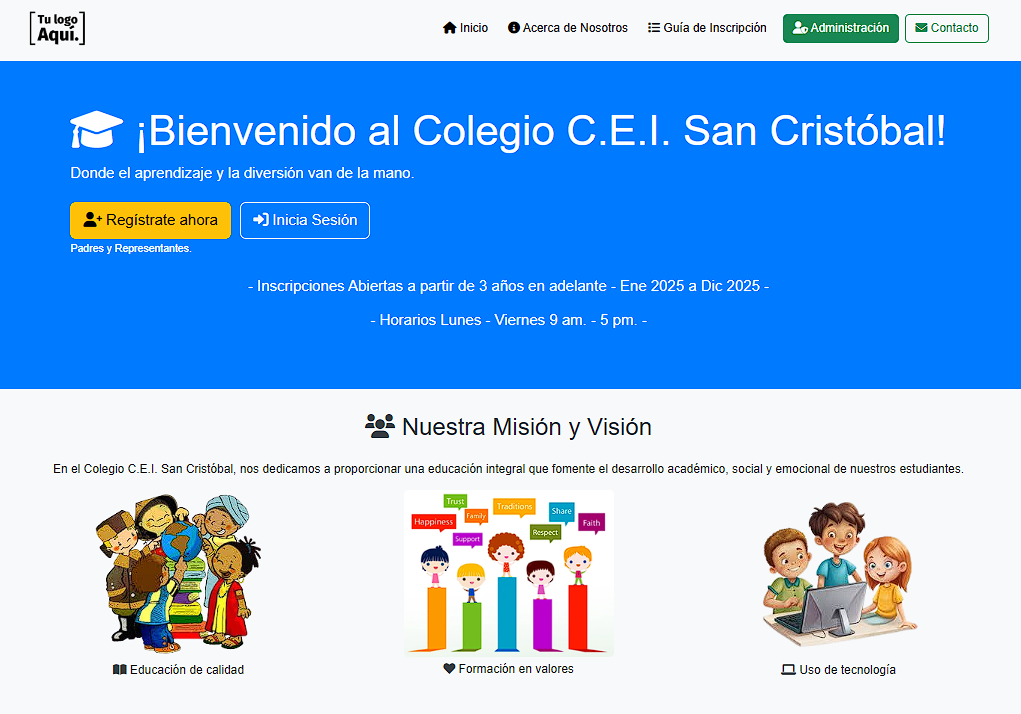 Tu logo
Aquí.
Inicio
Acerca de Nosotros
Guía de Inscripción
Administración
Contacto
¡Bienvenido al Colegio C.E.I. San Cristóbal!
Donde el aprendizaje y la diversión van de la mano.
Regístrate ahora
Inicia Sesión
Padres y Representantes.
- Inscripciones Abiertas a partir de 3 años en adelante - Ene 2025 a Dic 2025 -
- Horarios Lunes - Viernes 9 am. - 5 pm. -
Nuestra Misión y Visión
En el Colegio C.E.I. San Cristóbal, nos dedicamos a proporcionar una educación integral que fomente el desarrollo académico, social y emocional de nuestros estudiantes.
Trust
Traditions
Share
Happiness
Family
Faith
Support
Respect
Educación de calidad
Formación en valores
Uso de tecnología